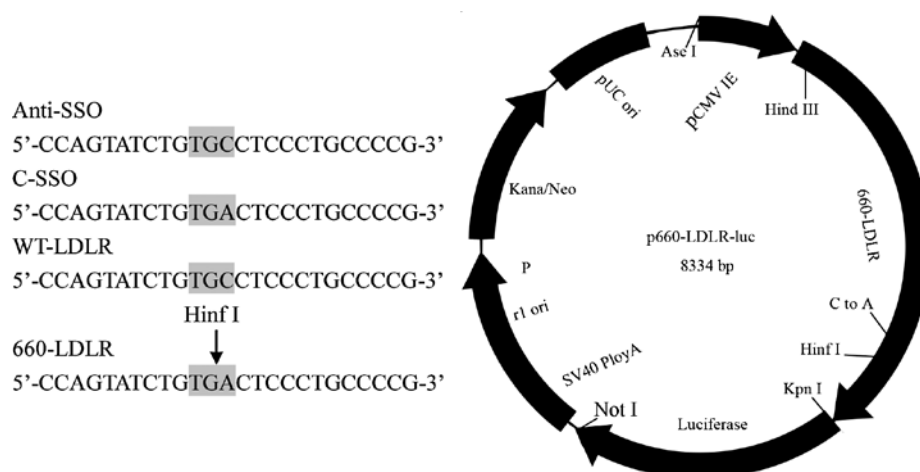 Anti-SSO
5’-CCAGTATCTGTGCCTCCCTGCCCCG-3’
C-SSO
5’-CCAGTATCTGTGACTCCCTGCCCCG-3’
WT-LDLR
5’-CCAGTATCTGTGCCTCCCTGCCCCG-3’
Hinf I
660-LDLR
5’-CCAGTATCTGTGACTCCCTGCCCCG-3’
Asc I
pCMV IE
pUC ori
Hind III
Kana/Neo
660-LDLR
p660-LDLR-luc
8334 bp
P
r1 ori
C to A
Hinf I
SV40 PloyA
Kpn I
Not I
Luciferase